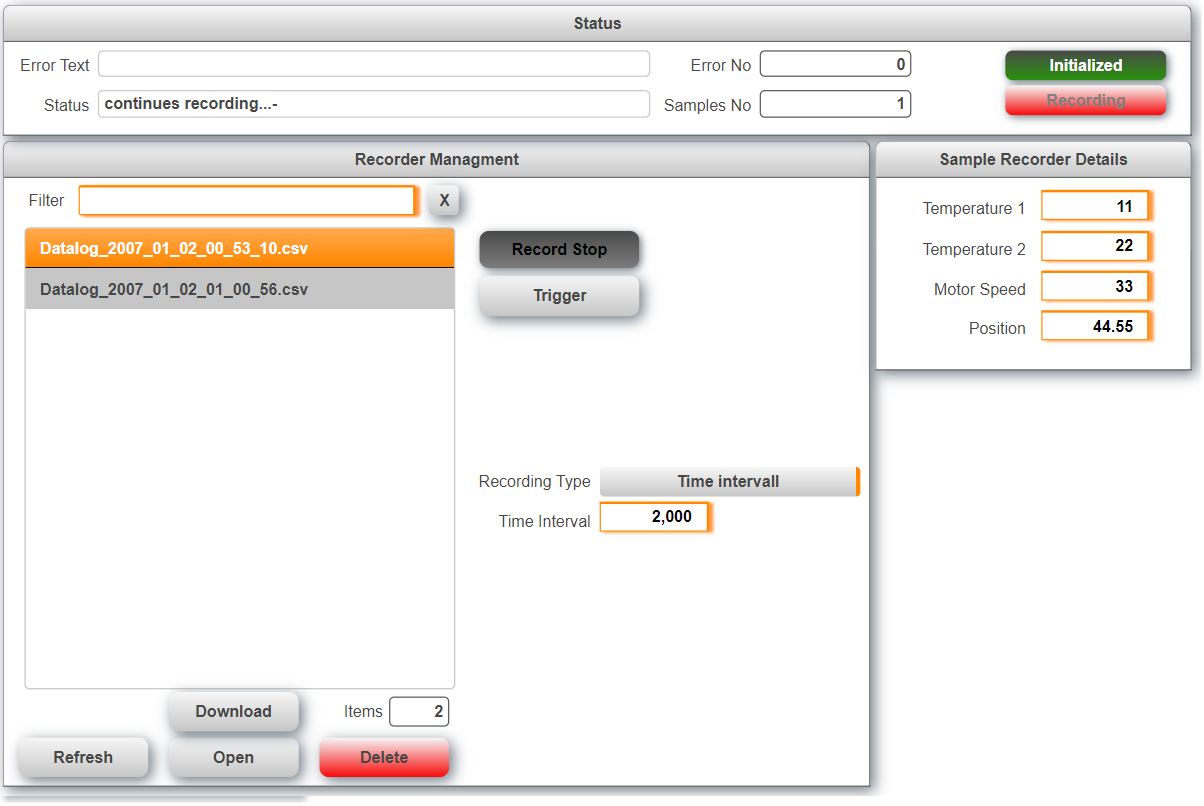 Status
Error Text
Error No 0
Initialized
Status continues recording...-
Samples No 1
Recording
Recorder Managment
Filter
X
Datalog_2007_01_02_00_53_10.csv
Datalog_2007_01_02_01_00_56.csv
Record Stop
Trigger
Recording Type Time intervall
Time Interval 2,000
Download
Items 2
Refresh
Open
Delete
Sample Recorder Details
Temperature 1 11
Temperature 2 22
Motor Speed 33
Position 44.55